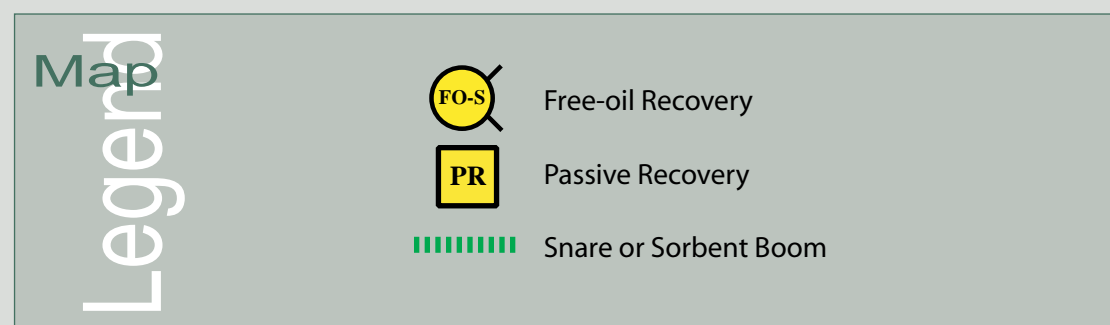 Map
Legend
FO-S Free-oil Recovery
PR Passive Recovery
Snare or Sorbent Boom